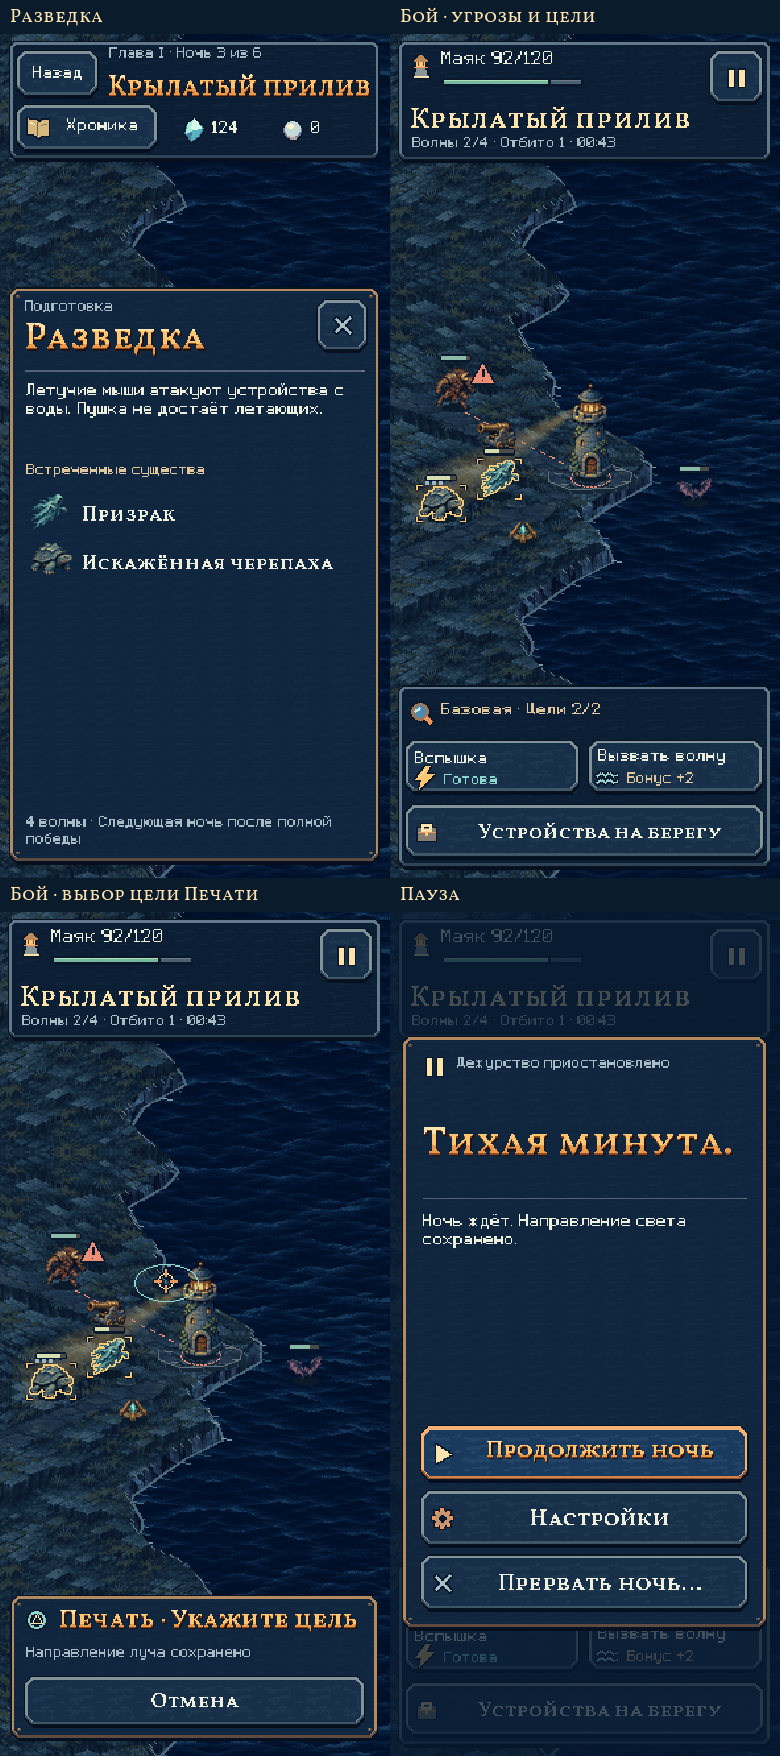 Разведка
Глава I · Ночь 3 из 6
Назад
Крылатый прилив
Хроника
124
0
Подготовка
Разведка
Летучие мыши атакуют устройства с
воды. Пушка не достаёт летающих.
Встреченные существа
Призрак
Искажённая черепаха
4 волны · Следующая ночь после полной
победы
Бой · угрозы и цели
Маяк 92/120
Крылатый прилив
Волны 2/4 · Отбито 1 · 00:43
Базовая · Цели 2/2
Вспышка
Готова
Вызвать волну
Бонус +2
Устройства на берегу
Бой · выбор цели Печати
Маяк 92/120
Крылатый прилив
Волны 2/4 · Отбито 1 · 00:43
Печать · Укажите цель
Направление луча сохранено
Отмена
Пауза
Маяк 92/120
Крылатый прилив
Волны 2/4 · Отбито 1 · 00:43
Дежурство приостановлено
Тихая минута.
Ночь ждёт. Направление света
сохранено.
Продолжить ночь
Настройки
Прервать ночь...
Вспышка
Готова
Вызвать волну
Бонус +2
Устройства на берегу